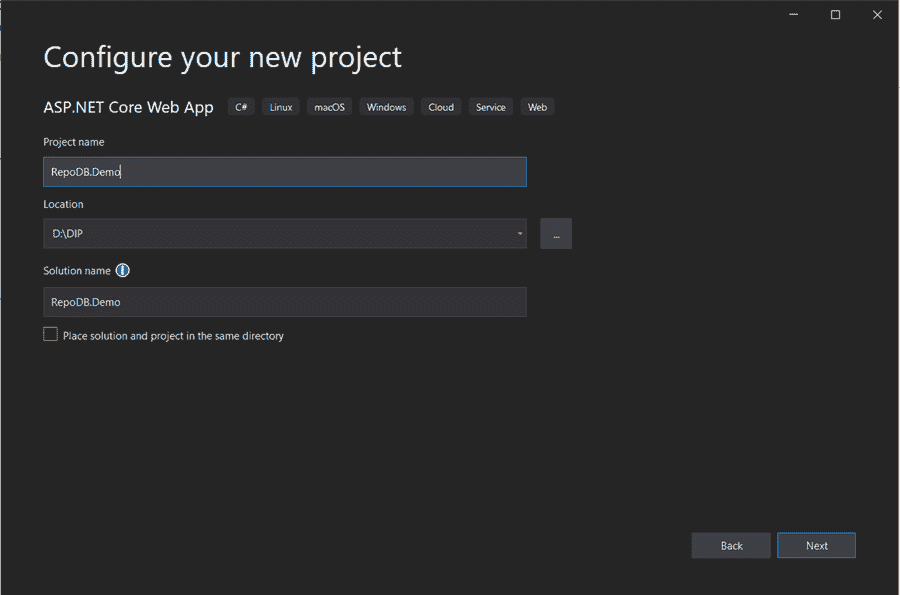 Configure your new project
ASP.NET Core Web App C# Linux macOS Windows Cloud Service Web
Project name
RepoDB.Demo
Location
D:\DIP
...
Solution name
RepoDB.Demo
Place solution and project in the same directory
Back Next